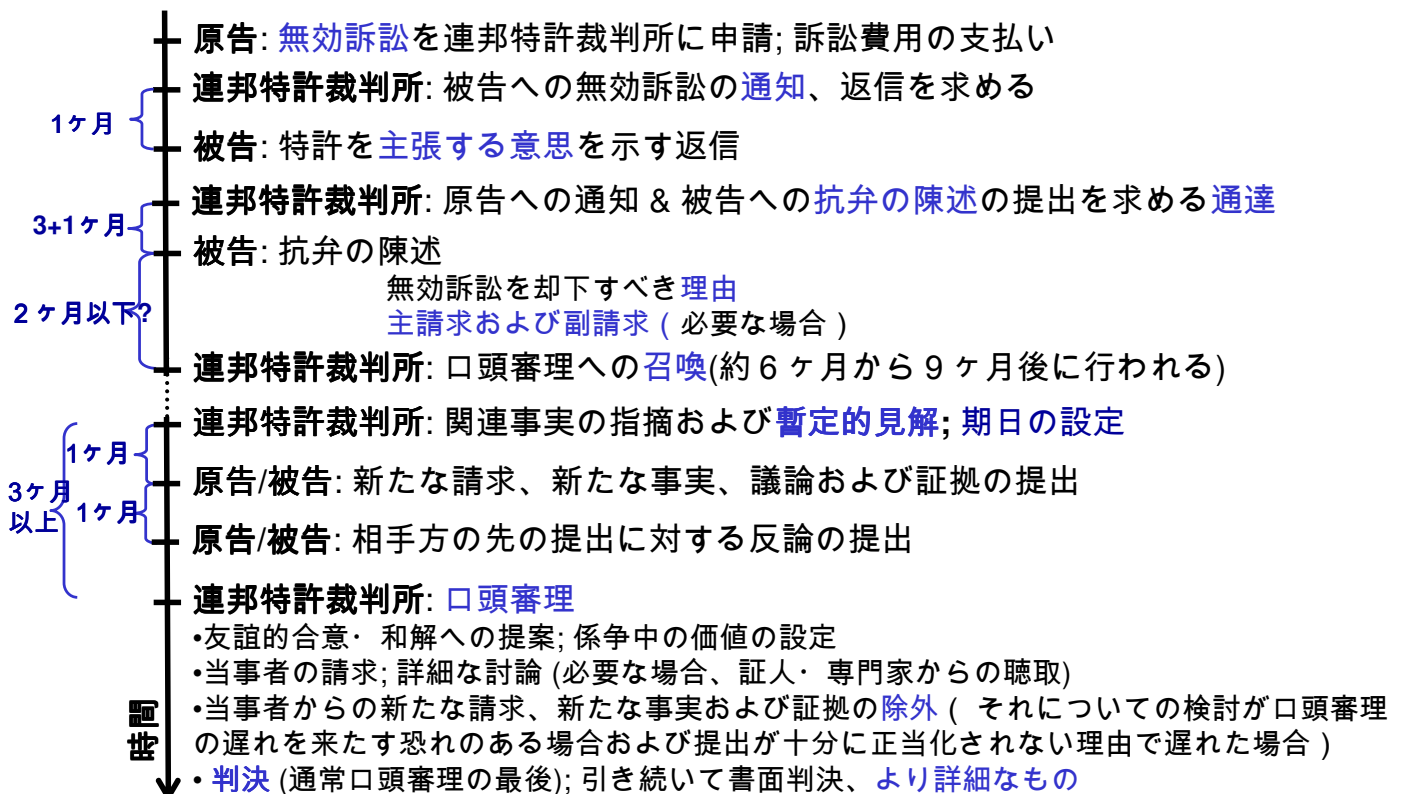 原告: 無効訴訟を連邦特許裁判所に申請; 訴訟費用の支払い
連邦特許裁判所: 被告への無効訴訟の通知、返信を求める
1ケ月
被告: 特許を主張する意思を示す返信
連邦特許裁判所: 原告への通知 & 被告への抗弁の陳述の提出を求める通達
3+1ケ月
被告: 抗弁の陳述
無効訴訟を却下すべき理由
2 ケ月以下?
主請求および副請求 ( 必要な場合 )
連邦特許裁判所: 口頭審理への召喚(約 6 ヶ月から 9 ヶ月後に行われる)
連邦特許裁判所: 関連事実の指摘および暫定的見解; 期日の設定
1ケ月
原告/被告: 新たな請求、新たな事実、議論および証拠の提出
3ケ月
以上
1ケ月
原告/被告: 相手方の先の提出に対する反論の提出
連邦特許裁判所: 口頭審理
•友誼的合意・ 和解への提案; 係争中の価値の設定
•当事者の請求; 詳細な討論 (必要な場合、証人・ 専門家からの聴取)
•当事者からの新たな請求、新たな事実および証拠の除外 ( それについての検討が口頭審理
の遅れを来たす恐れのある場合および提出が十分に正当化されない理由で遅れた場合 )
• 判決 (通常口頭審理の最後); 引き続いて書面判決、より詳細なもの
時間